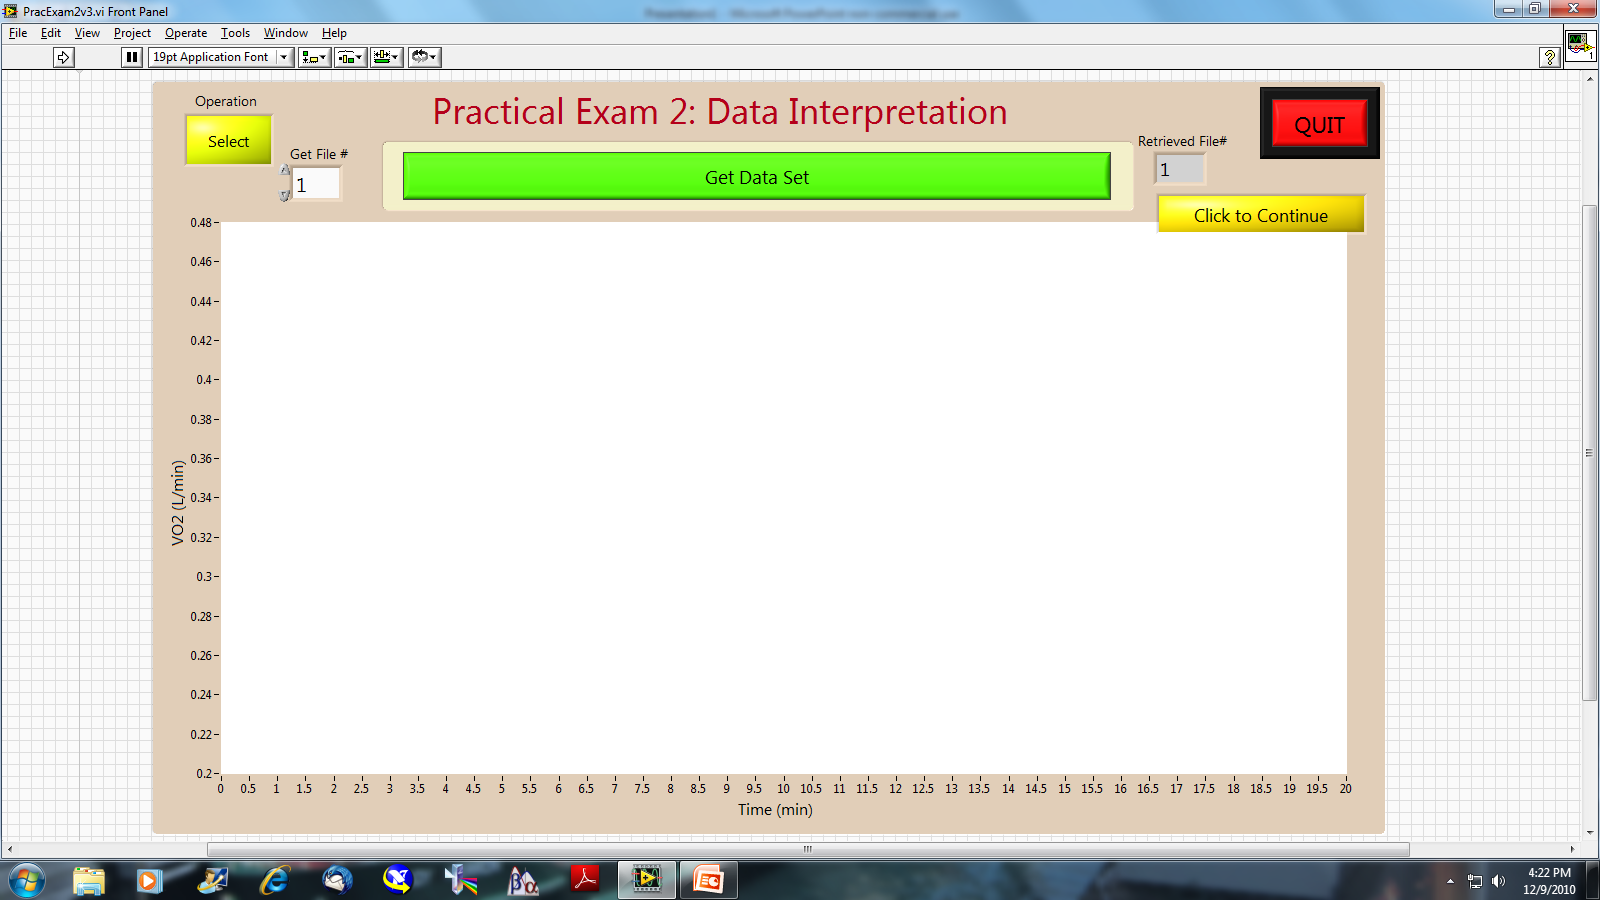 PracExam2v3.vi Front Panel
File Edit View Project Operate Tools Window Help
19pt Application Font
Operation
Select
Get File #
1
Practical Exam 2: Data Interpretation
Get Data Set
Retrieved File#
1
QUIT
Click to Continue
0.48
0.46
0.44
0.42
0.4
0.38
0.36
0.34
0.32
0.3
0.28
0.26
0.24
0.22
0.2
VO2 (L/min)
0 0.5 1 1.5 2 2.5 3 3.5 4 4.5 5 5.5 6 6.5 7 7.5 8 8.5 9 9.5 10 10.5 11 11.5 12 12.5 13 13.5 14 14.5 15 15.5 16 16.5 17 17.5 18 18.5 19 19.5 20
Time (min)
4:22 PM
12/9/2010